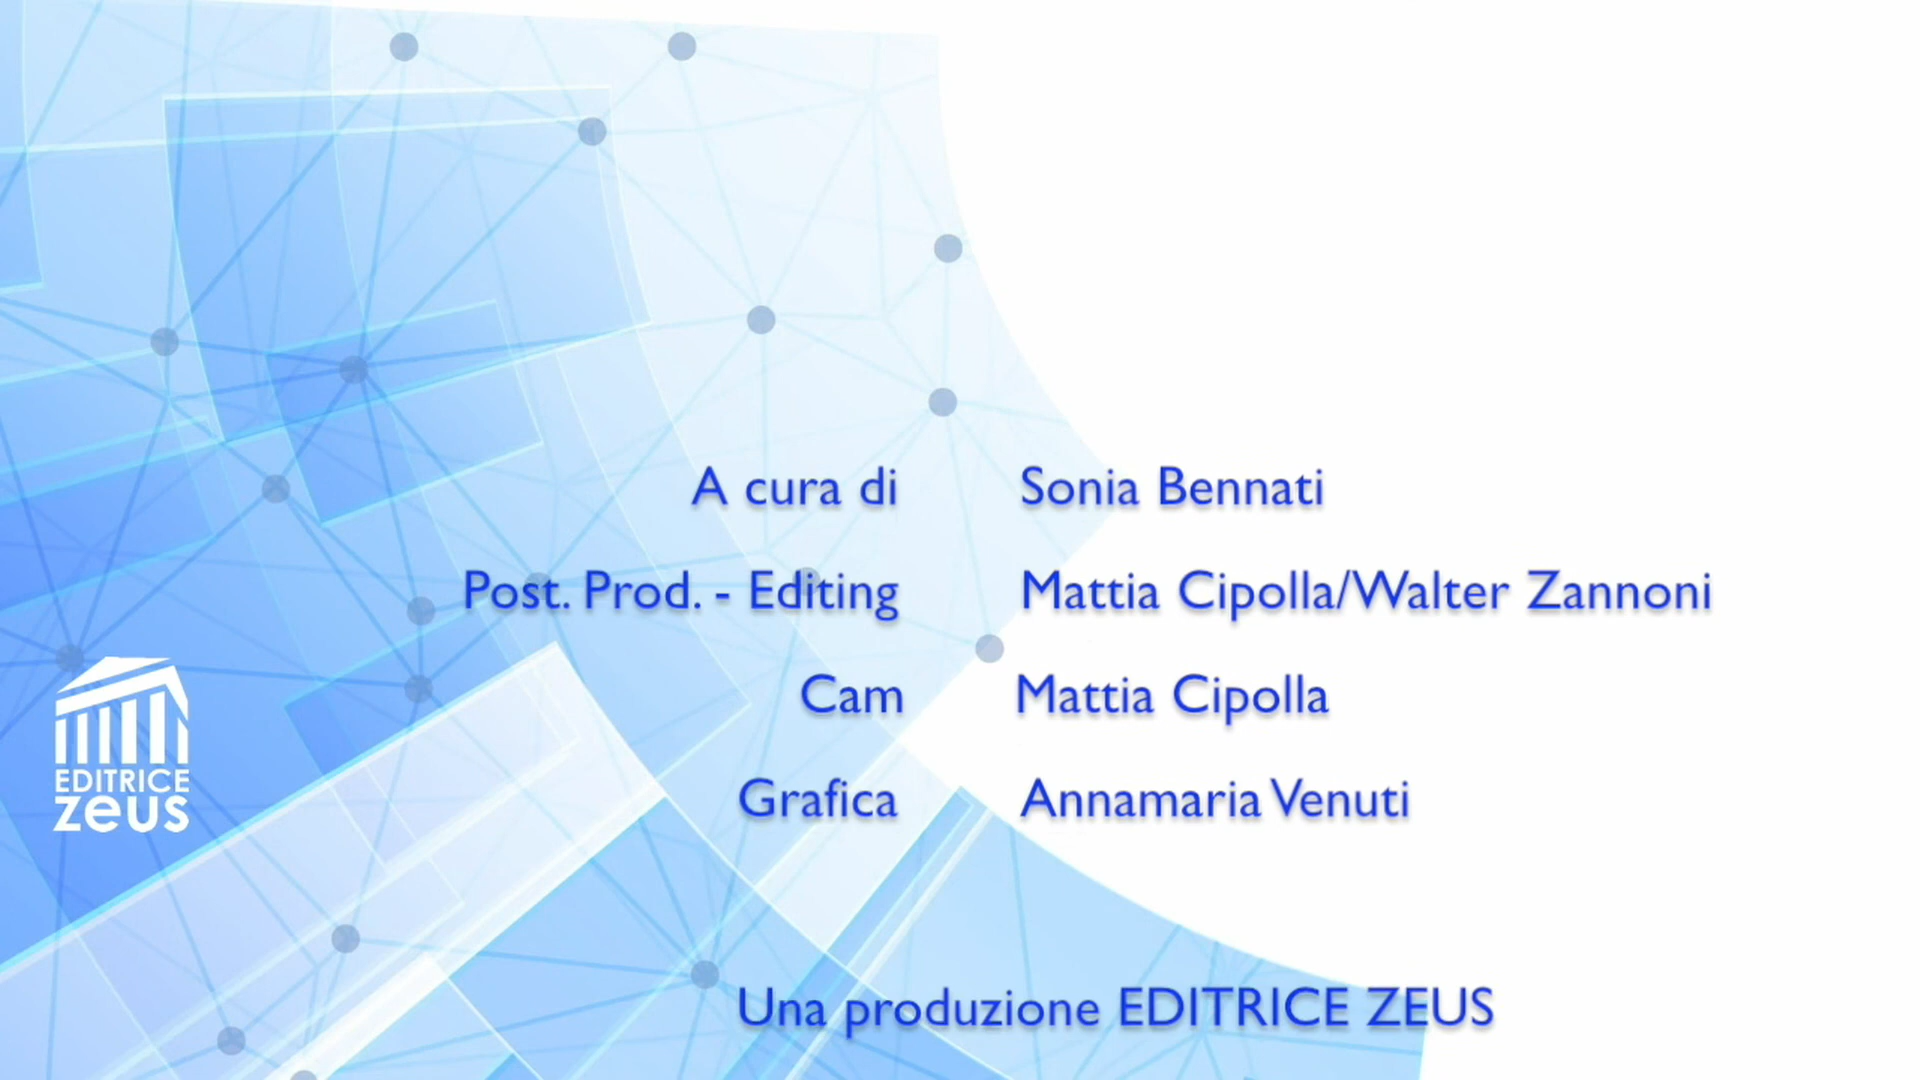 A cura di Sonia Bennati
Post. Prod. - Editing Mattia Cipolla/Walter Zannoni
Cam Mattia Cipolla
EDITRICE
zeus
Grafica Annamaria Venuti
Una produzione EDITRICE ZEUS